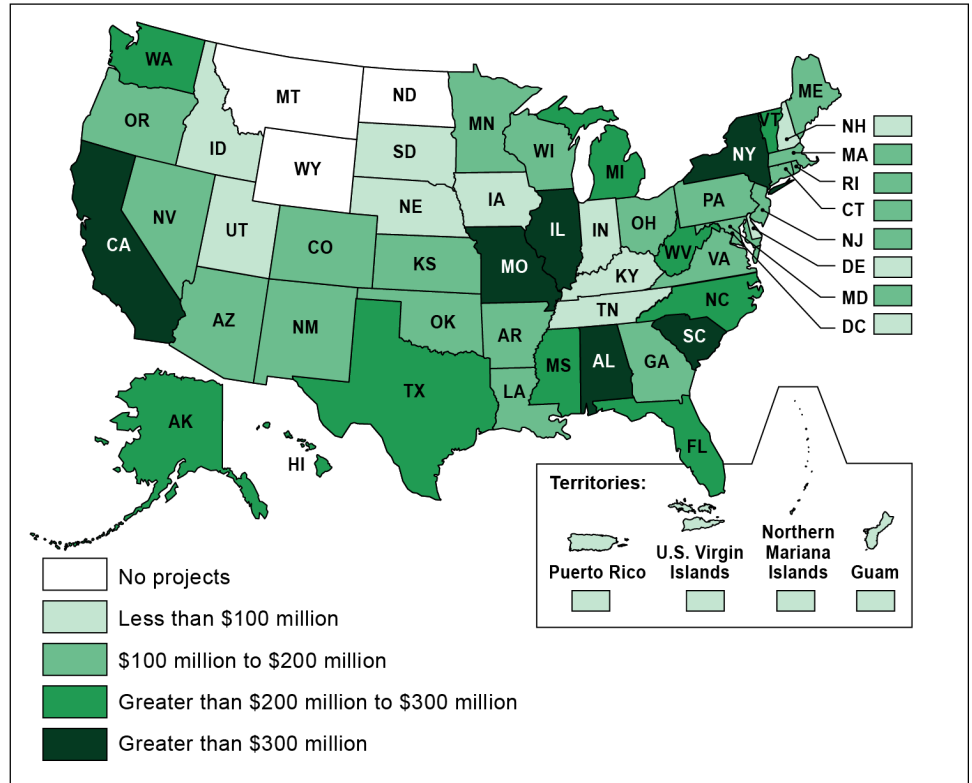 WA
MT
ND
MN
ME
OR
ID
SD
WI
MI
VT
NY
NH
WY
MA
RI
CT
NJ
DE
MD
DC
NV
UT
NE
IA
PA
CA
CO
KS
MO
IL
IN
OH
WV
VA
KY
NC
TN
AZ
NM
OK
AR
SC
MS
AL
GA
TX
LA
FL
AK
HI
Territories:
Puerto Rico
U.S. Virgin
Islands
Northern
Mariana
Islands
Guam
No projects
Less than $100 million
$100 million to $200 million
Greater than $200 million to $300 million
Greater than $300 million